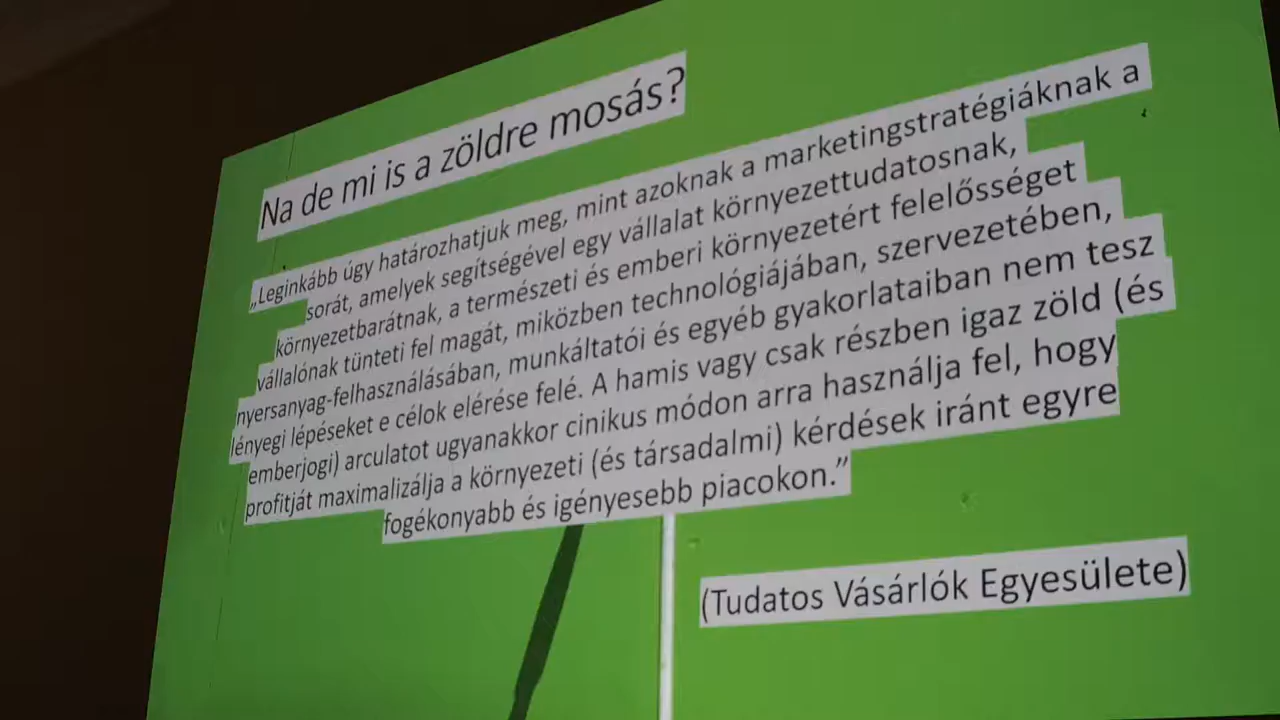 Na de mi is a zöldre mosás?
„Leginkább úgy határozhatjuk meg, mint azoknak a marketingstratégiáknak a
sorát, amelyek segítségével egy vállalat környezettudatosnak,
környezetbarátnak, a természeti és emberi környezetért felelősséget
vállalónak tünteti fel magát, miközben technológiájában, szervezetében,
nyersanyag-felhasználásában, munkáltatói és egyéb gyakorlataiban nem tesz
lényegi lépéseket e célok elérése felé. A hamis vagy csak részben igaz zöld (és
emberjogi) arculatot ugyanakkor cinikus módon arra használja fel, hogy
profitját maximalizálja a környezeti (és társadalmi) kérdések iránt egyre
fogékonyabb és igényesebb piacokon.”
(Tudatos Vásárlók Egyesülete)